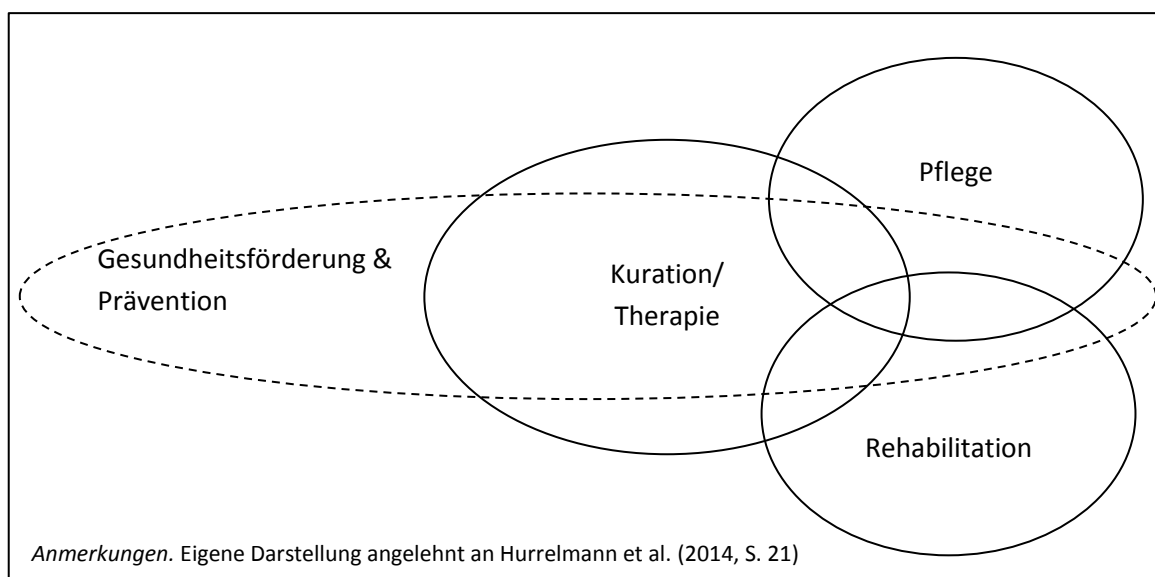 Pflege
Gesundheitsförderung &
Prävention
Kuration/
Therapie
Rehabilitation
Anmerkungen. Eigene Darstellung angelehnt an Hurrelmann et al. (2014, S. 21)